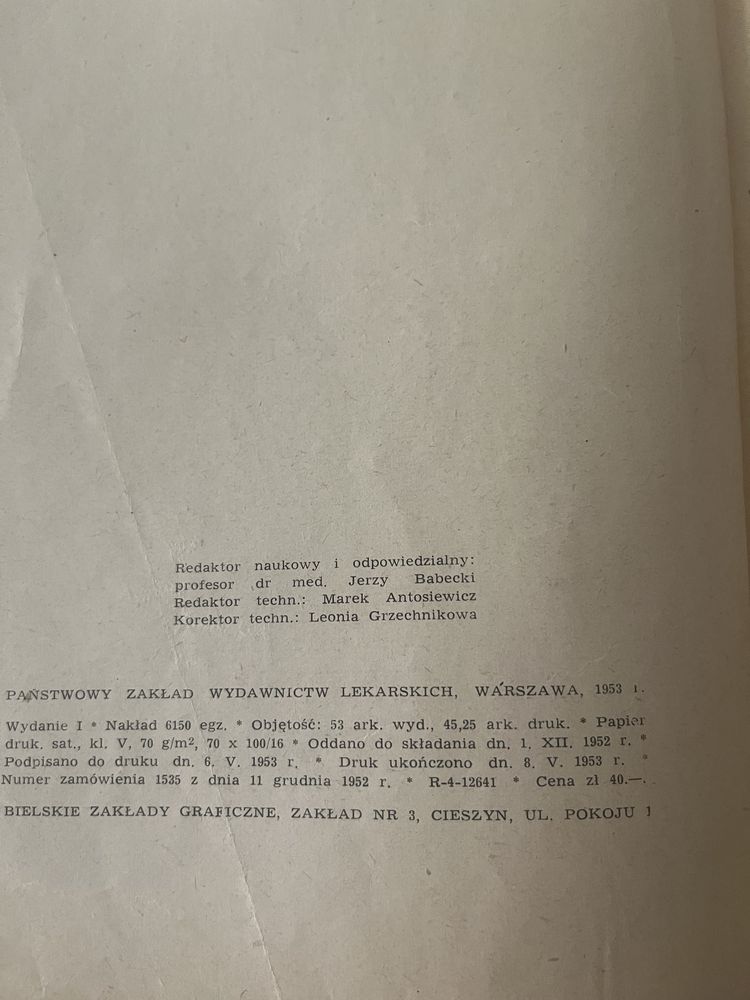 Redaktor naukowy i odpowiedzialny:
profesor dr med. Jerzy Babecki
Redaktor techn.: Marek Antosiewicz
Korektor techn.: Leonia Grzechnikowa
PAŃSTWOWY ZAKŁAD WYDAWNICTW LEKARSKICH, WARSZAWA, 1953 r.
Wydanie I * Nakład 6150 egz. * Objętość: 53 ark. wyd., 45,25 ark. druk. * Papier
druk. sat., kl. V, 70 g/m², 70 x 100/16 * Oddano do składania dn. 1. XII. 1952 r. *
Podpisano do druku dn. 6. V. 1953 r. * Druk ukończono dn. 8. V. 1953 r. *
Numer zamówienia 1535 z dnia 11 grudnia 1952 r. * R-4-12641 * Cena zł 40.—.
BIELSKIE ZAKŁADY GRAFICZNE, ZAKŁAD NR 3, CIESZYN, UL. POKOJU 1